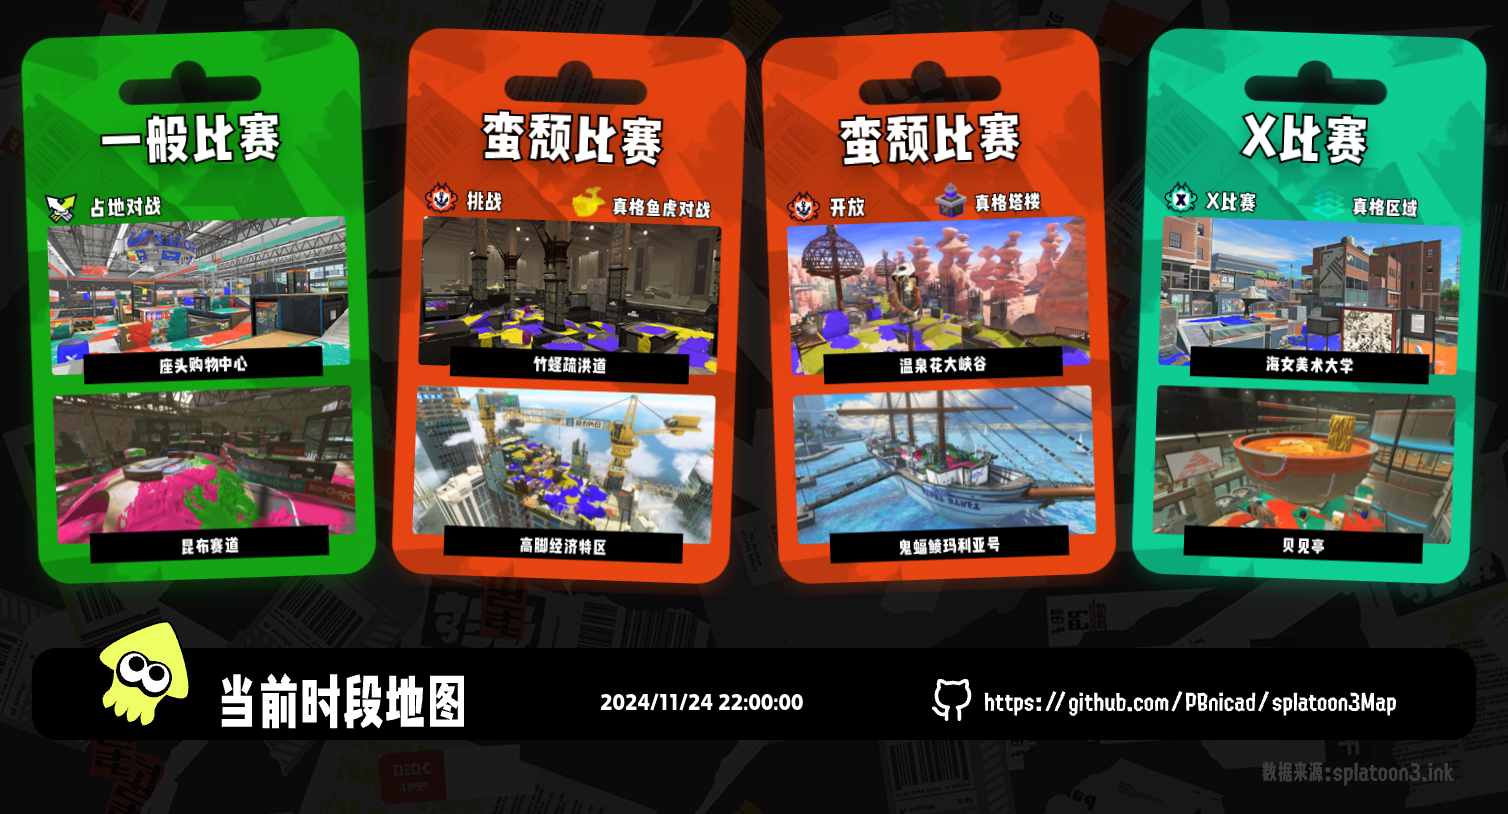 一般比赛
占地对战
座头购物中心
昆布赛道
蛮颓比赛
挑战
真格鱼虎对战
竹蛏疏洪道
高脚经济特区
蛮颓比赛
开放
真格塔楼
温泉花大峡谷
鬼蝠鲼玛利亚号
X比赛
X比赛
真格区域
海女美术大学
贝见亭
当前时段地图
2024/11/24 22:00:00
https://github.com/PBnicad/splatoon3Map
数据来源:splatoon3.ink